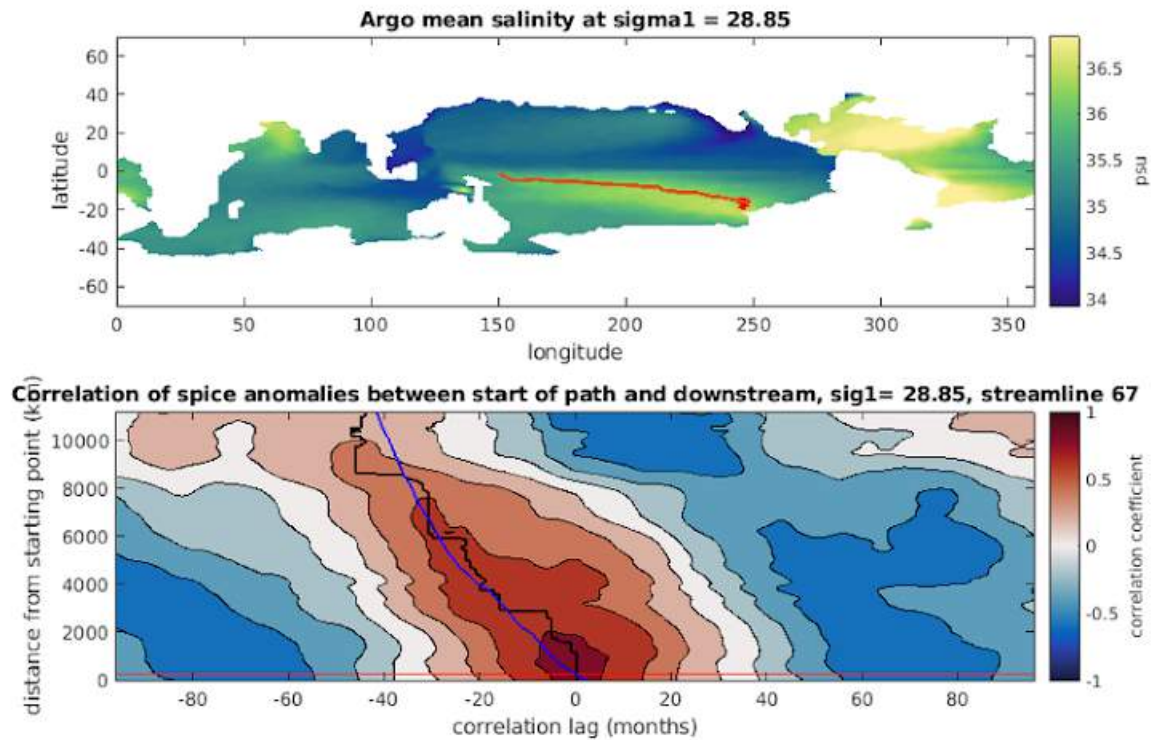 Argo mean salinity at sigma1 = 28.85
60
40
20
0
-20
-40
-60
latitude
0 50 100 150 200 250 300 350
longitude
36.5
36
35.5
35
34.5
34
psu
Correlation of spice anomalies between start of path and downstream, sig1= 28.85, streamline 67
10000
8000
6000
4000
2000
0
distance from starting point (km)
-80 -60 -40 -20 0 20 40 60 80
correlation lag (months)
1
0.5
0
-0.5
-1
correlation coefficient